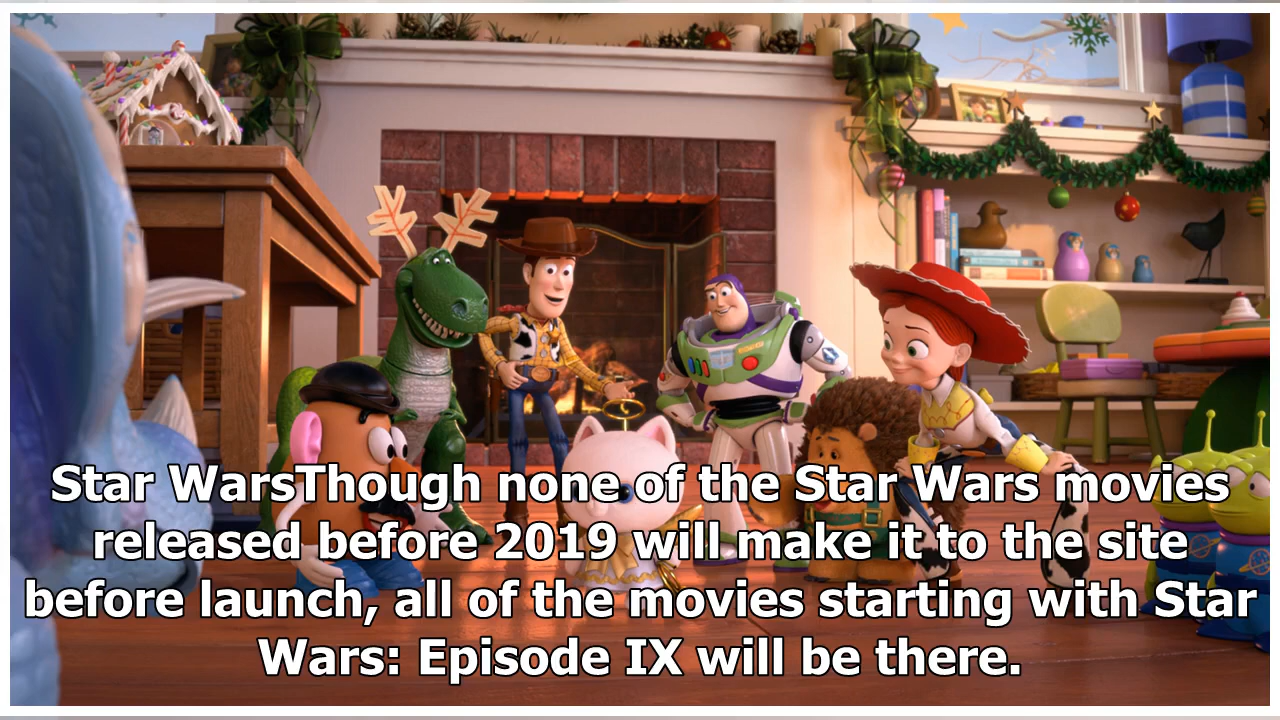 Star WarsThough none of the Star Wars movies
released before 2019 will make it to the site
before launch, all of the movies starting with Star
Wars: Episode IX will be there.